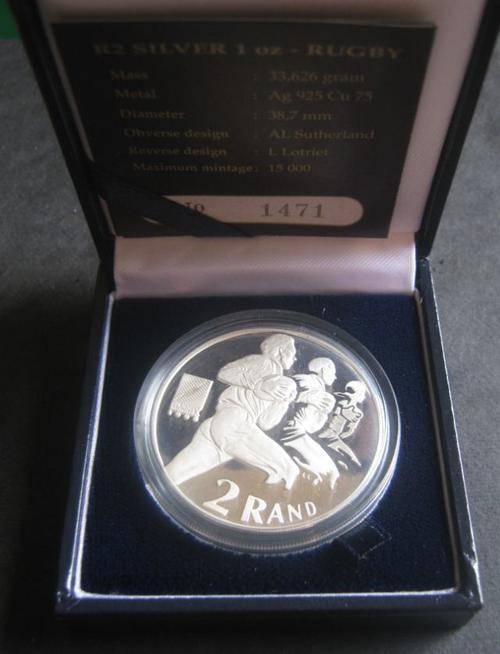 R2 SILVER 1 oz - RUGBY
Mass : 33,626 gram
Metal : Ag 925 Cu 75
Diameter : 38,7 mm
Obverse design : AL Sutherland
Reverse design : L Lotriet
Maximum mintage : 15 000
No 1471
2 RAND